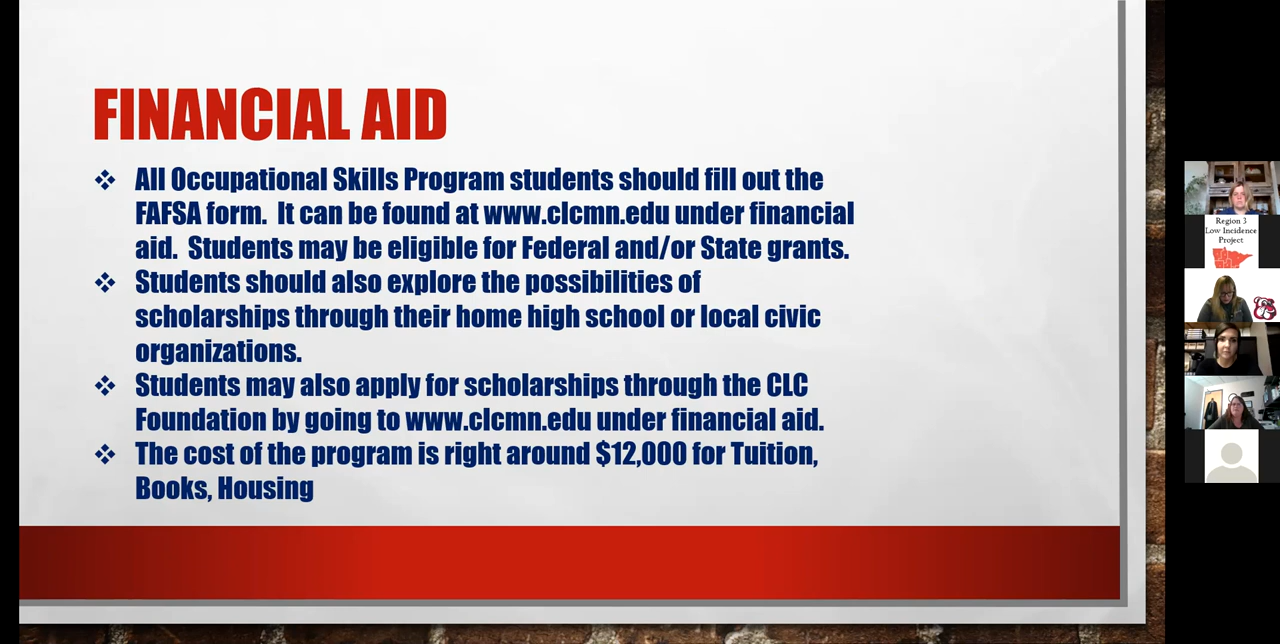 FINANCIAL AID
❖ All Occupational Skills Program students should fill out the
FAFSA form.  It can be found at www.clcmn.edu under financial
aid.  Students may be eligible for Federal and/or State grants.
❖ Students should also explore the possibilities of
scholarships through their home high school or local civic
organizations.
❖ Students may also apply for scholarships through the CLC
Foundation by going to www.clcmn.edu under financial aid.
❖ The cost of the program is right around $12,000 for Tuition,
Books, Housing
Region 3
Low Incidence
Project